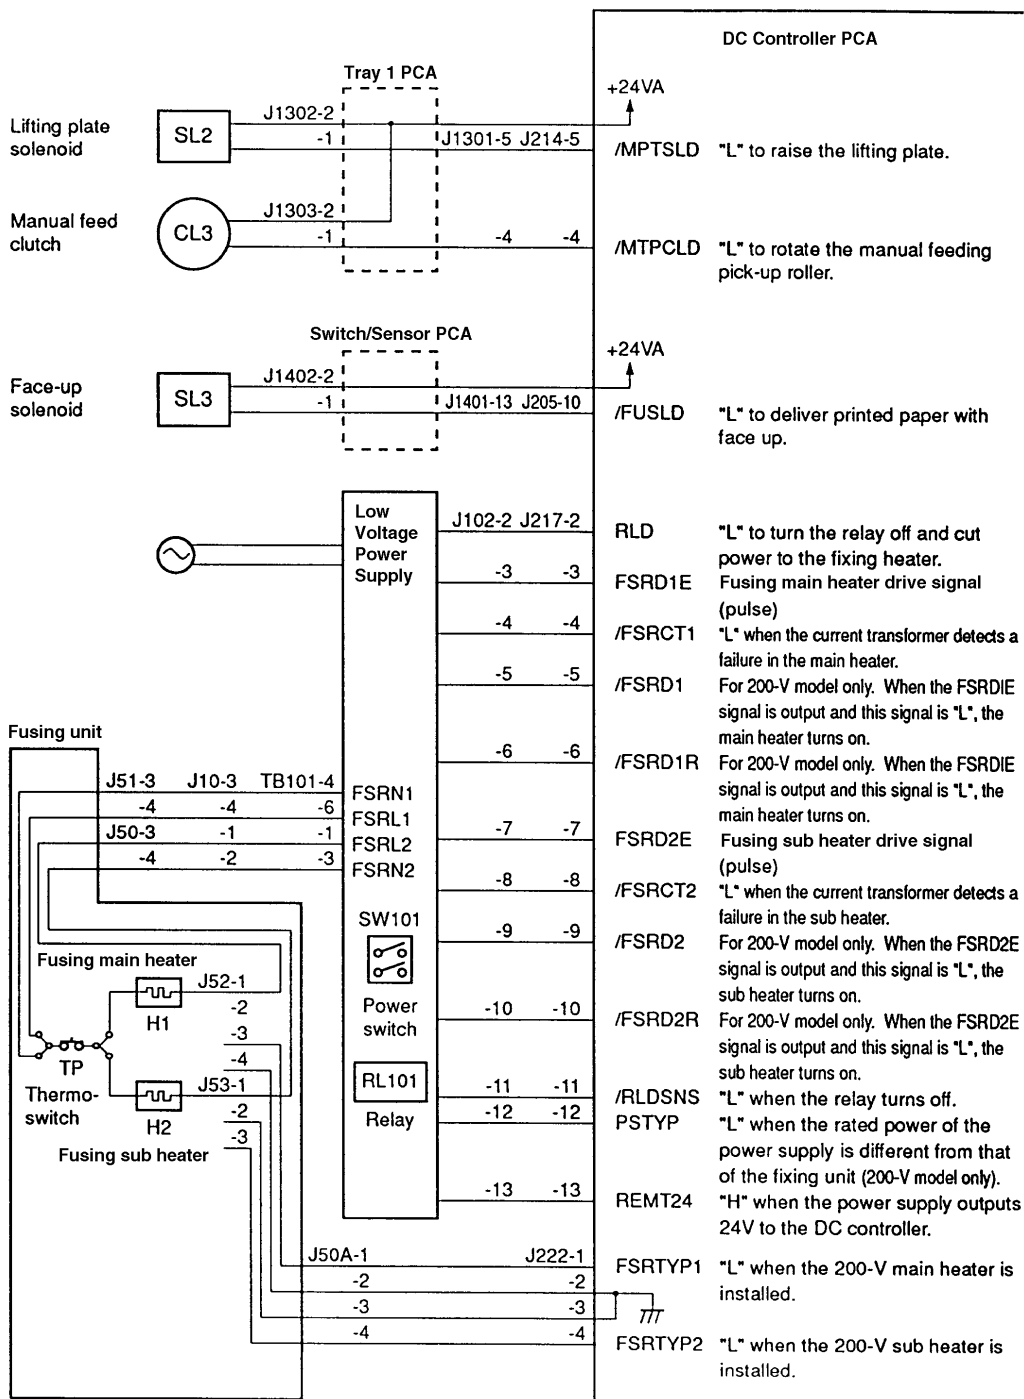 DC Controller PCA
Tray 1 PCA
+24VA
Lifting plate
solenoid
SL2
J1302-2
-1
J1301-5 J214-5
/MPTSLD "L" to raise the lifting plate.
Manual feed
clutch
CL3
J1303-2
-1
-4 -4
/MTPCLD "L" to rotate the manual feeding
pick-up roller.
Switch/Sensor PCA
+24VA
Face-up
solenoid
SL3
J1402-2
-1
J1401-13 J205-10
/FUSLD "L" to deliver printed paper with
face up.
Low
Voltage
Power
Supply
J102-2 J217-2
RLD "L" to turn the relay off and cut
power to the fixing heater.
-3 -3
FSRD1E Fusing main heater drive signal
(pulse)
-4 -4
/FSRCT1 "L" when the current transformer detects a
failure in the main heater.
-5 -5
/FSRD1 For 200-V model only. When the FSRDIE
signal is output and this signal is "L", the
main heater turns on.
-6 -6
/FSRD1R For 200-V model only. When the FSRDIE
signal is output and this signal is "L", the
main heater turns on.
-7 -7
FSRD2E Fusing sub heater drive signal
(pulse)
-8 -8
/FSRCT2 "L" when the current transformer detects a
failure in the sub heater.
-9 -9
/FSRD2 For 200-V model only. When the FSRD2E
signal is output and this signal is "L", the
sub heater turns on.
-10 -10
/FSRD2R For 200-V model only. When the FSRD2E
signal is output and this signal is "L", the
sub heater turns on.
-11 -11
/RLDSNS "L" when the relay turns off.
-12 -12
PSTYP "L" when the rated power of the
power supply is different from that
of the fixing unit (200-V model only).
-13 -13
REMT24 "H" when the power supply outputs
24V to the DC controller.
Fusing unit
J51-3 J10-3 TB101-4 FSRN1
-4 -4 -6 FSRL1
J50-3 -1 -1 FSRL2
-4 -2 -3 FSRN2
SW101
Power
switch
RL101
Relay
Fusing main heater
J52-1
-2
-3
-4
H1
TP
Thermo-
switch
J53-1
-2
-3
H2
Fusing sub heater
J50A-1 J222-1
FSRTYP1 "L" when the 200-V main heater is
installed.
-2 -2
-3 -3
-4 -4
FSRTYP2 "L" when the 200-V sub heater is
installed.